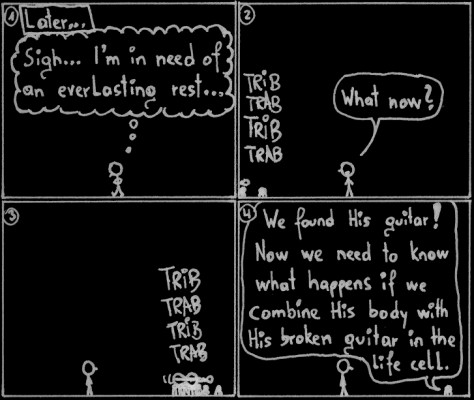 1
Later...
Sigh... I'm in need of
an everlasting rest...
2
TRiB
TRAB
TRiB
TRAB
What now?
3
TRiB
TRAB
TRiB
TRAB
4
We found His guitar!
Now we need to know
what happens if we
combine His body with
His broken guitar in the
life cell.